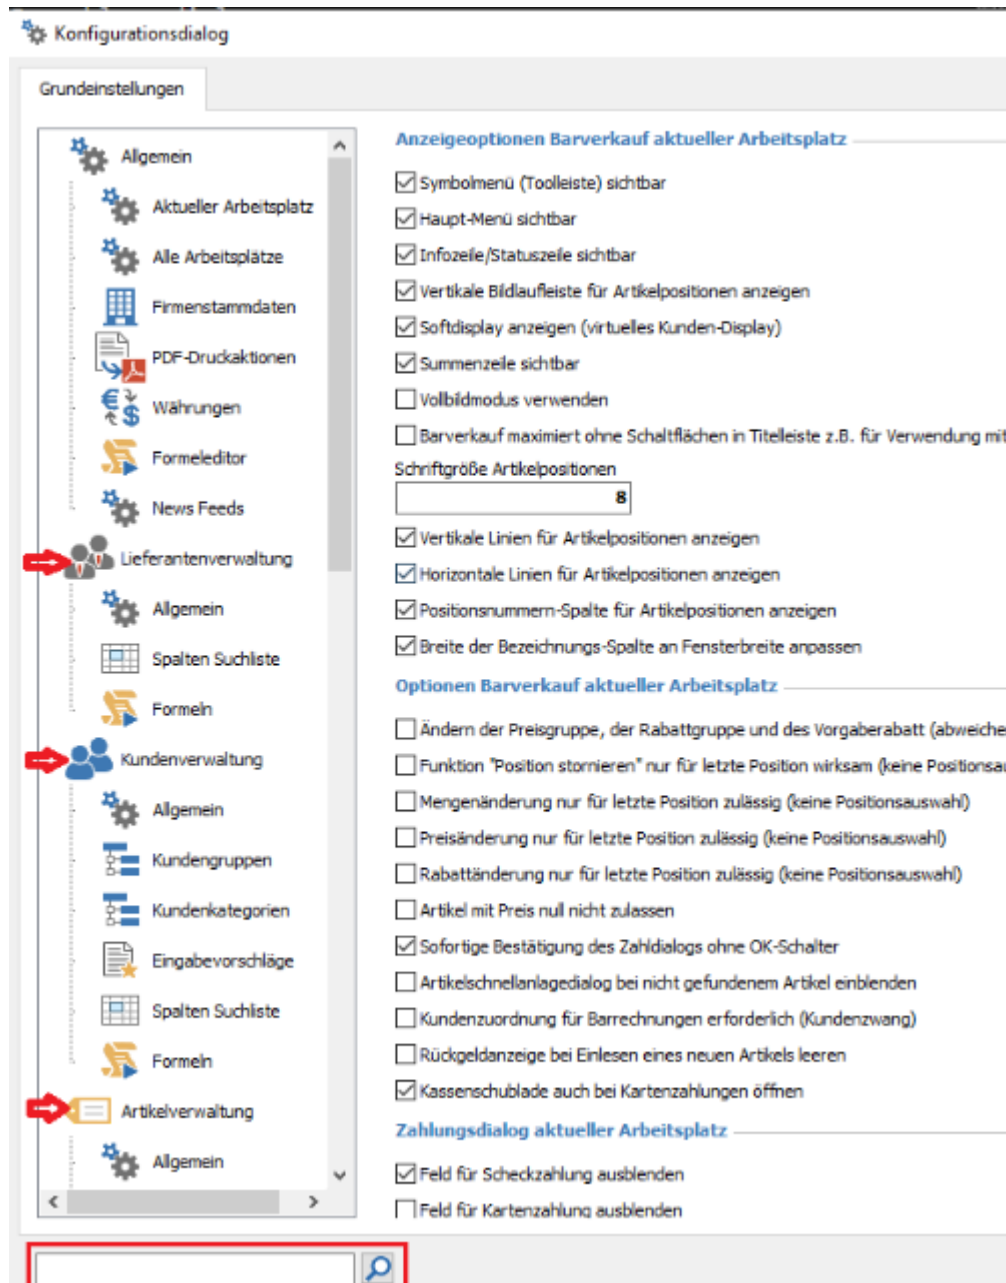 Konfigurationsdialog
Grundeinstellungen
Allgemein
Aktueller Arbeitsplatz
Alle Arbeitsplätze
Firmenstammdaten
PDF-Druckaktionen
Währungen
Formeleditor
News Feeds
Lieferantenverwaltung
Allgemein
Spalten Suchliste
Formeln
Kundenverwaltung
Allgemein
Kundengruppen
Kundenkategorien
Eingabevorschläge
Spalten Suchliste
Formeln
Artikelverwaltung
Allgemein
Anzeigeoptionen Barverkauf aktueller Arbeitsplatz
Symbolmenü (Toolleiste) sichtbar
Haupt-Menü sichtbar
Infozeile/Statuszeile sichtbar
Vertikale Bildlaufleiste für Artikelpositionen anzeigen
Softdisplay anzeigen (virtuelles Kunden-Display)
Summenzeile sichtbar
Vollbildmodus verwenden
Barverkauf maximiert ohne Schaltflächen in Titelleiste z.B. für Verwendung mit
Schriftgröße Artikelpositionen
8
Vertikale Linien für Artikelpositionen anzeigen
Horizontale Linien für Artikelpositionen anzeigen
Positionsnummern-Spalte für Artikelpositionen anzeigen
Breite der Bezeichnungs-Spalte an Fensterbreite anpassen
Optionen Barverkauf aktueller Arbeitsplatz
Ändern der Preisgruppe, der Rabattgruppe und des Vorgaberabatt (abweiche
Funktion "Position stornieren" nur für letzte Position wirksam (keine Positionsau
Mengenänderung nur für letzte Position zulässig (keine Positionsauswahl)
Preisänderung nur für letzte Position zulässig (keine Positionsauswahl)
Rabattänderung nur für letzte Position zulässig (keine Positionsauswahl)
Artikel mit Preis null nicht zulassen
Sofortige Bestätigung des Zahldialogs ohne OK-Schalter
Artikelschnellanlagedialog bei nicht gefundenem Artikel einblenden
Kundenzuordnung für Barrechnungen erforderlich (Kundenzwang)
Rückgeldanzeige bei Einlesen eines neuen Artikels leeren
Kassenschublade auch bei Kartenzahlungen öffnen
Zahlungsdialog aktueller Arbeitsplatz
Feld für Scheckzahlung ausblenden
Feld für Kartenzahlung ausblenden